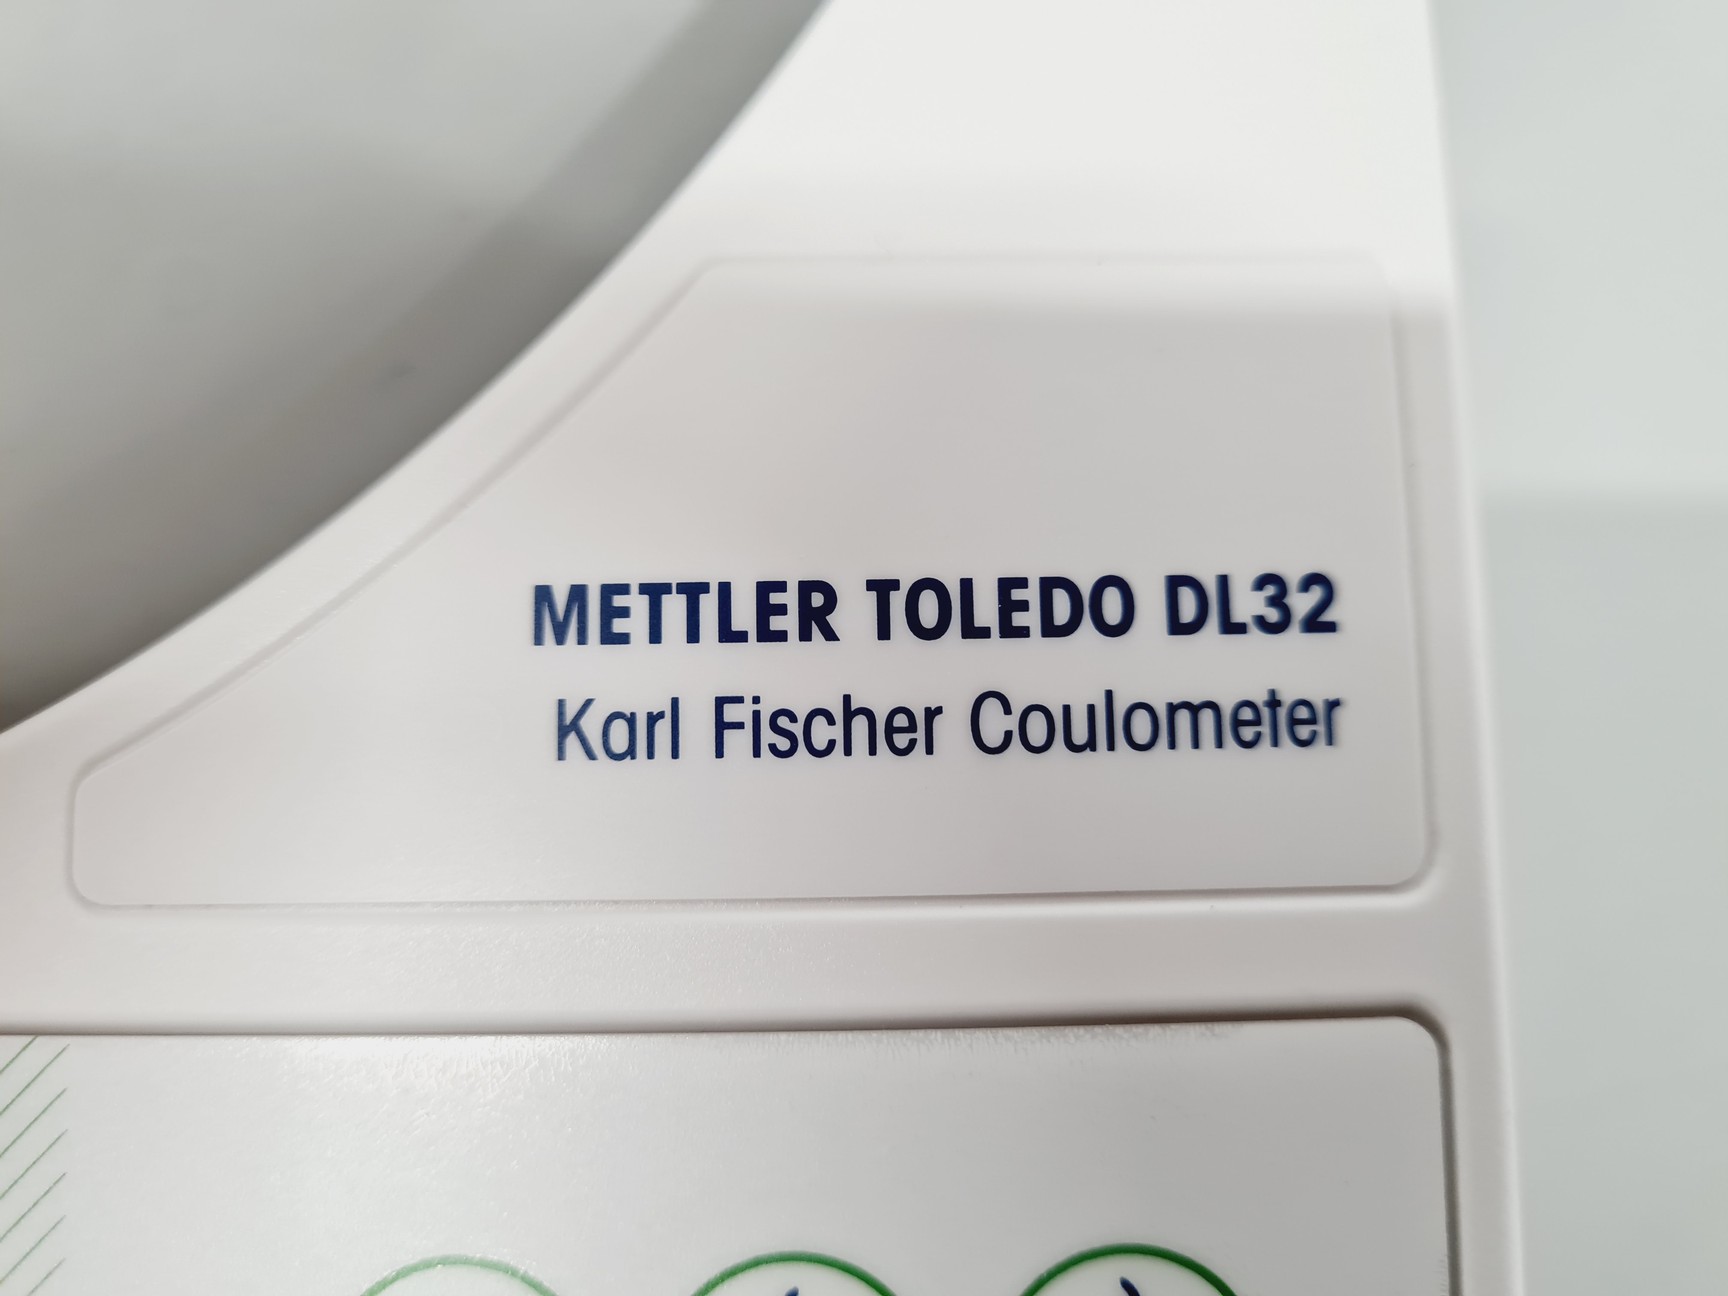 METTLER TOLEDO DL32
Karl Fischer Coulometer